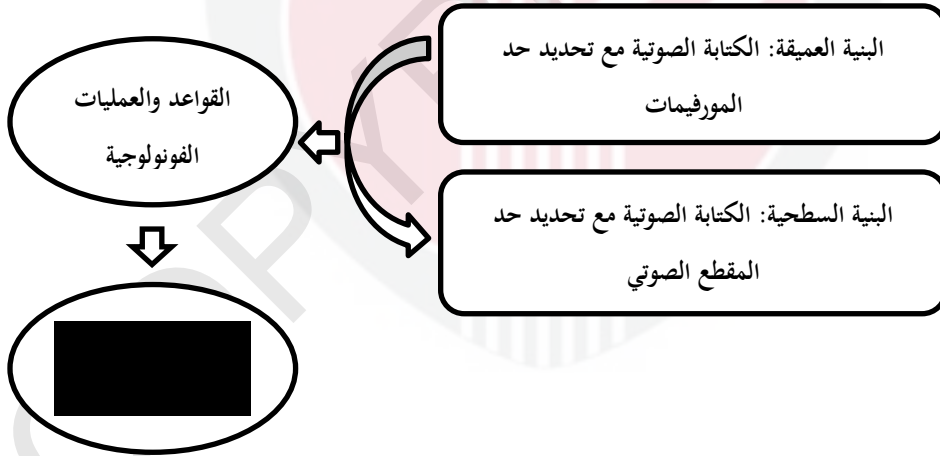 البنية العميقة: الكتابة الصوتية مع تحديد حد
المورفيمات
البنية السطحية: الكتابة الصوتية مع تحديد حد
المقطع الصوتي
القواعد والعمليات
الفونولوجية